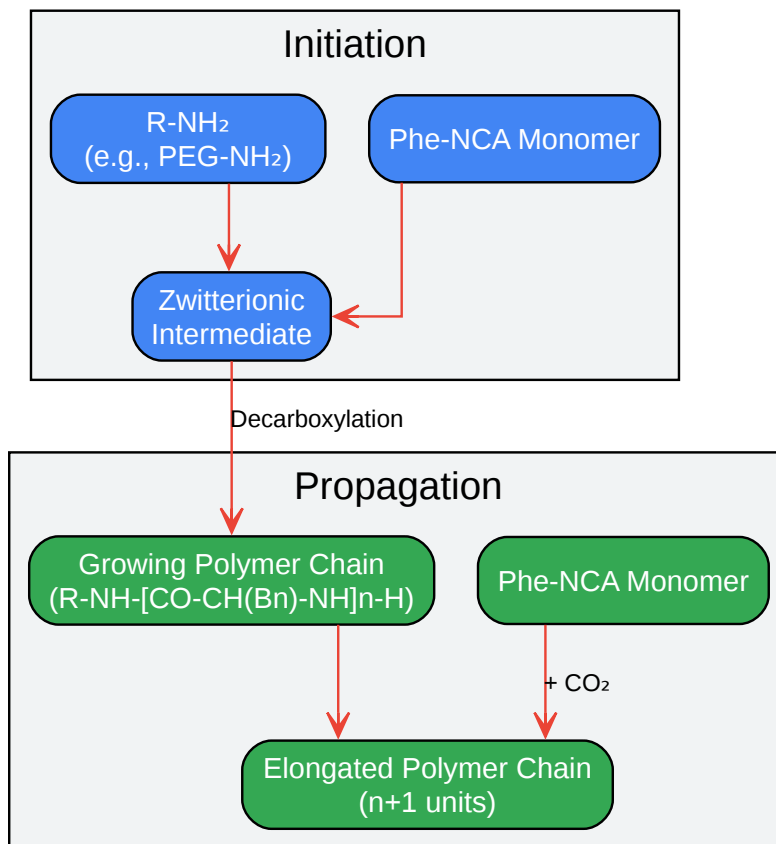 Initiation
R-NH₂
(e.g., PEG-NH₂)
Phe-NCA Monomer
Zwitterionic
Intermediate
Decarboxylation
Propagation
Growing Polymer Chain
(R-NH-[CO-CH(Bn)-NH]n-H)
Phe-NCA Monomer
+ CO₂
Elongated Polymer Chain
(n+1 units)